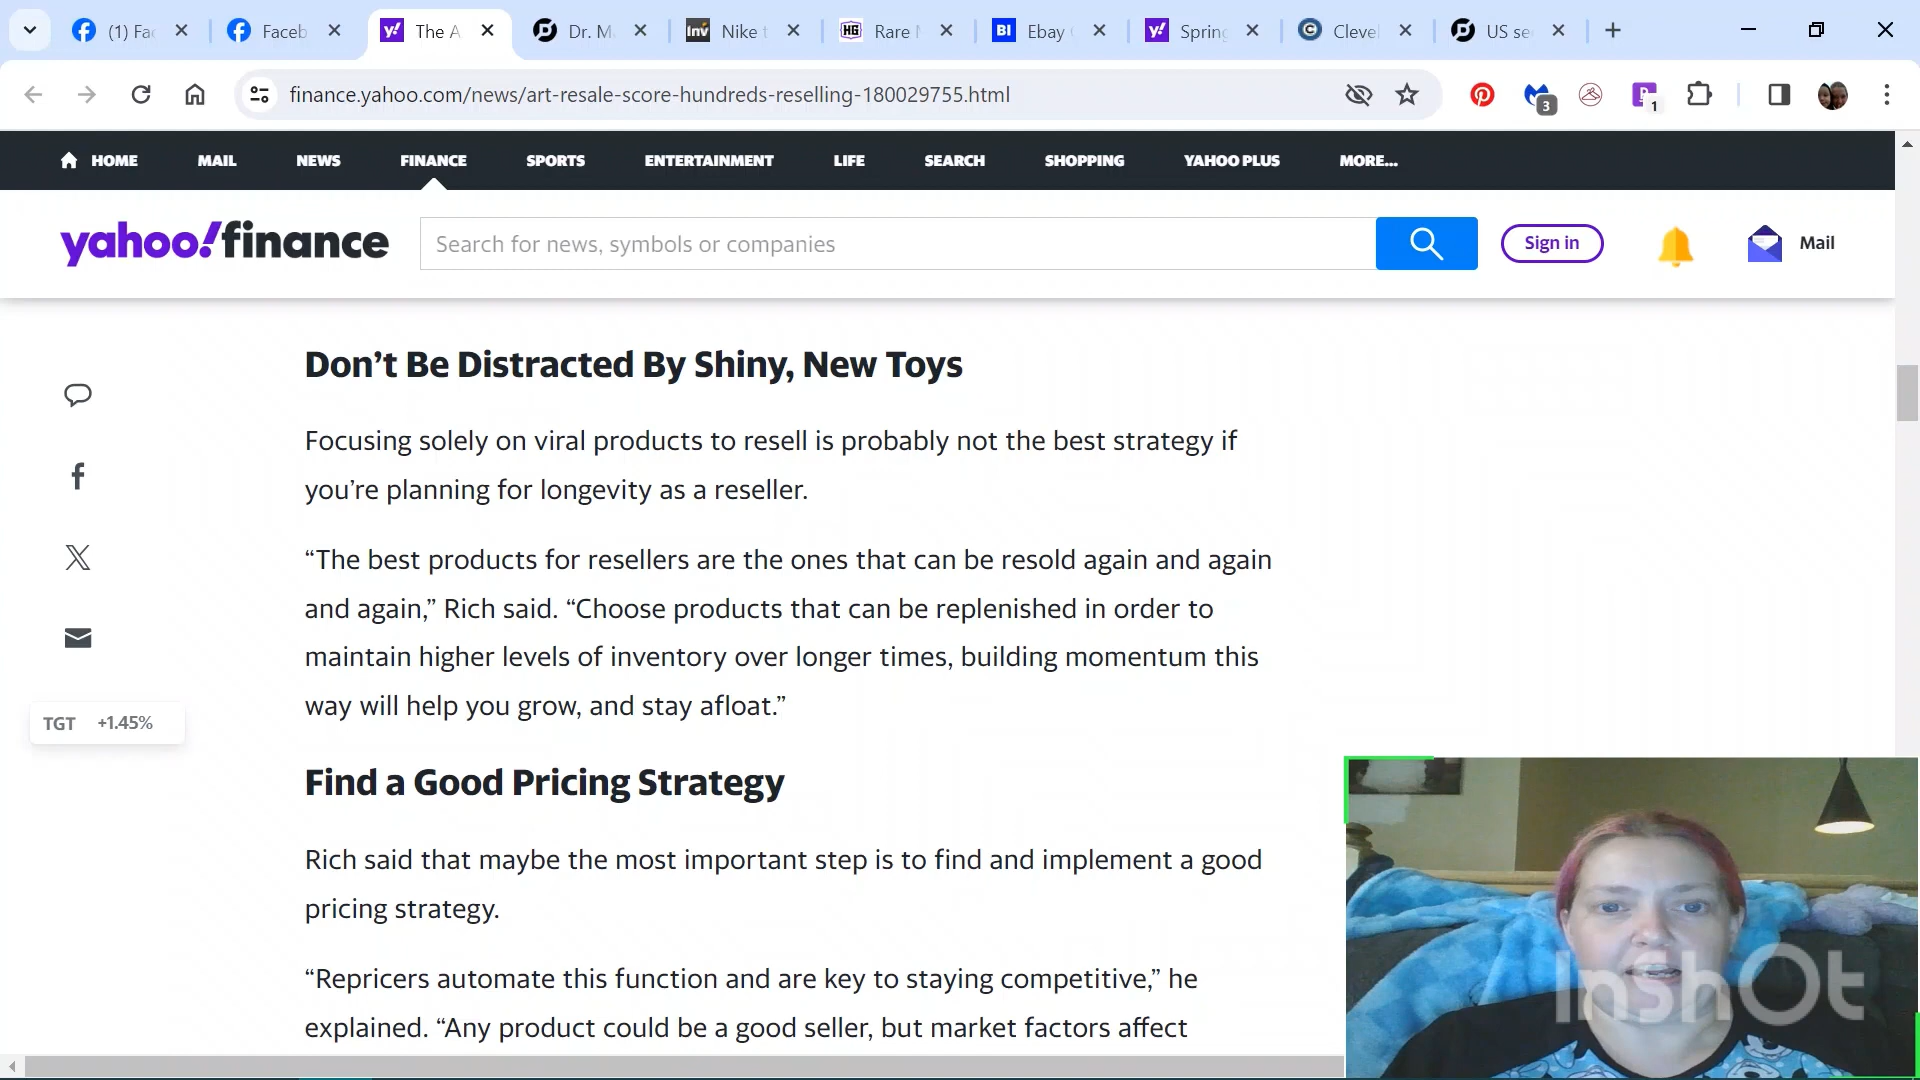 (1) Fac
Faceb
The A
Dr. M
Nike t
Rare M
Ebay
Spring
Clevel
US se
finance.yahoo.com/news/art-resale-score-hundreds-reselling-180029755.html
3
1
HOME
MAIL
NEWS
FINANCE
SPORTS
ENTERTAINMENT
LIFE
SEARCH
SHOPPING
YAHOO PLUS
MORE...
yahoo!finance
Search for news, symbols or companies
Sign in
Mail
Don’t Be Distracted By Shiny, New Toys
Focusing solely on viral products to resell is probably not the best strategy if
you’re planning for longevity as a reseller.
“The best products for resellers are the ones that can be resold again and again
and again,” Rich said. “Choose products that can be replenished in order to
maintain higher levels of inventory over longer times, building momentum this
way will help you grow, and stay afloat.”
TGT +1.45%
Find a Good Pricing Strategy
Rich said that maybe the most important step is to find and implement a good
pricing strategy.
“Repricers automate this function and are key to staying competitive,” he
explained. “Any product could be a good seller, but market factors affect
InShOt